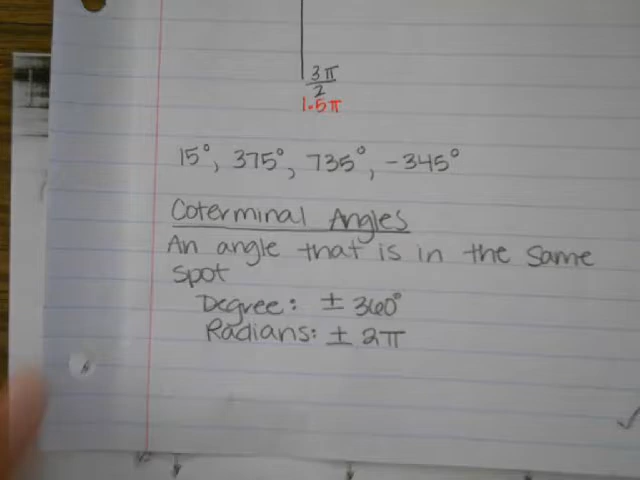 3π
2
1.5π
15°, 375°, 735°, -345°
Coterminal Angles
An angle that is in the same
spot
Degree: ± 360°
Radians: ± 2π